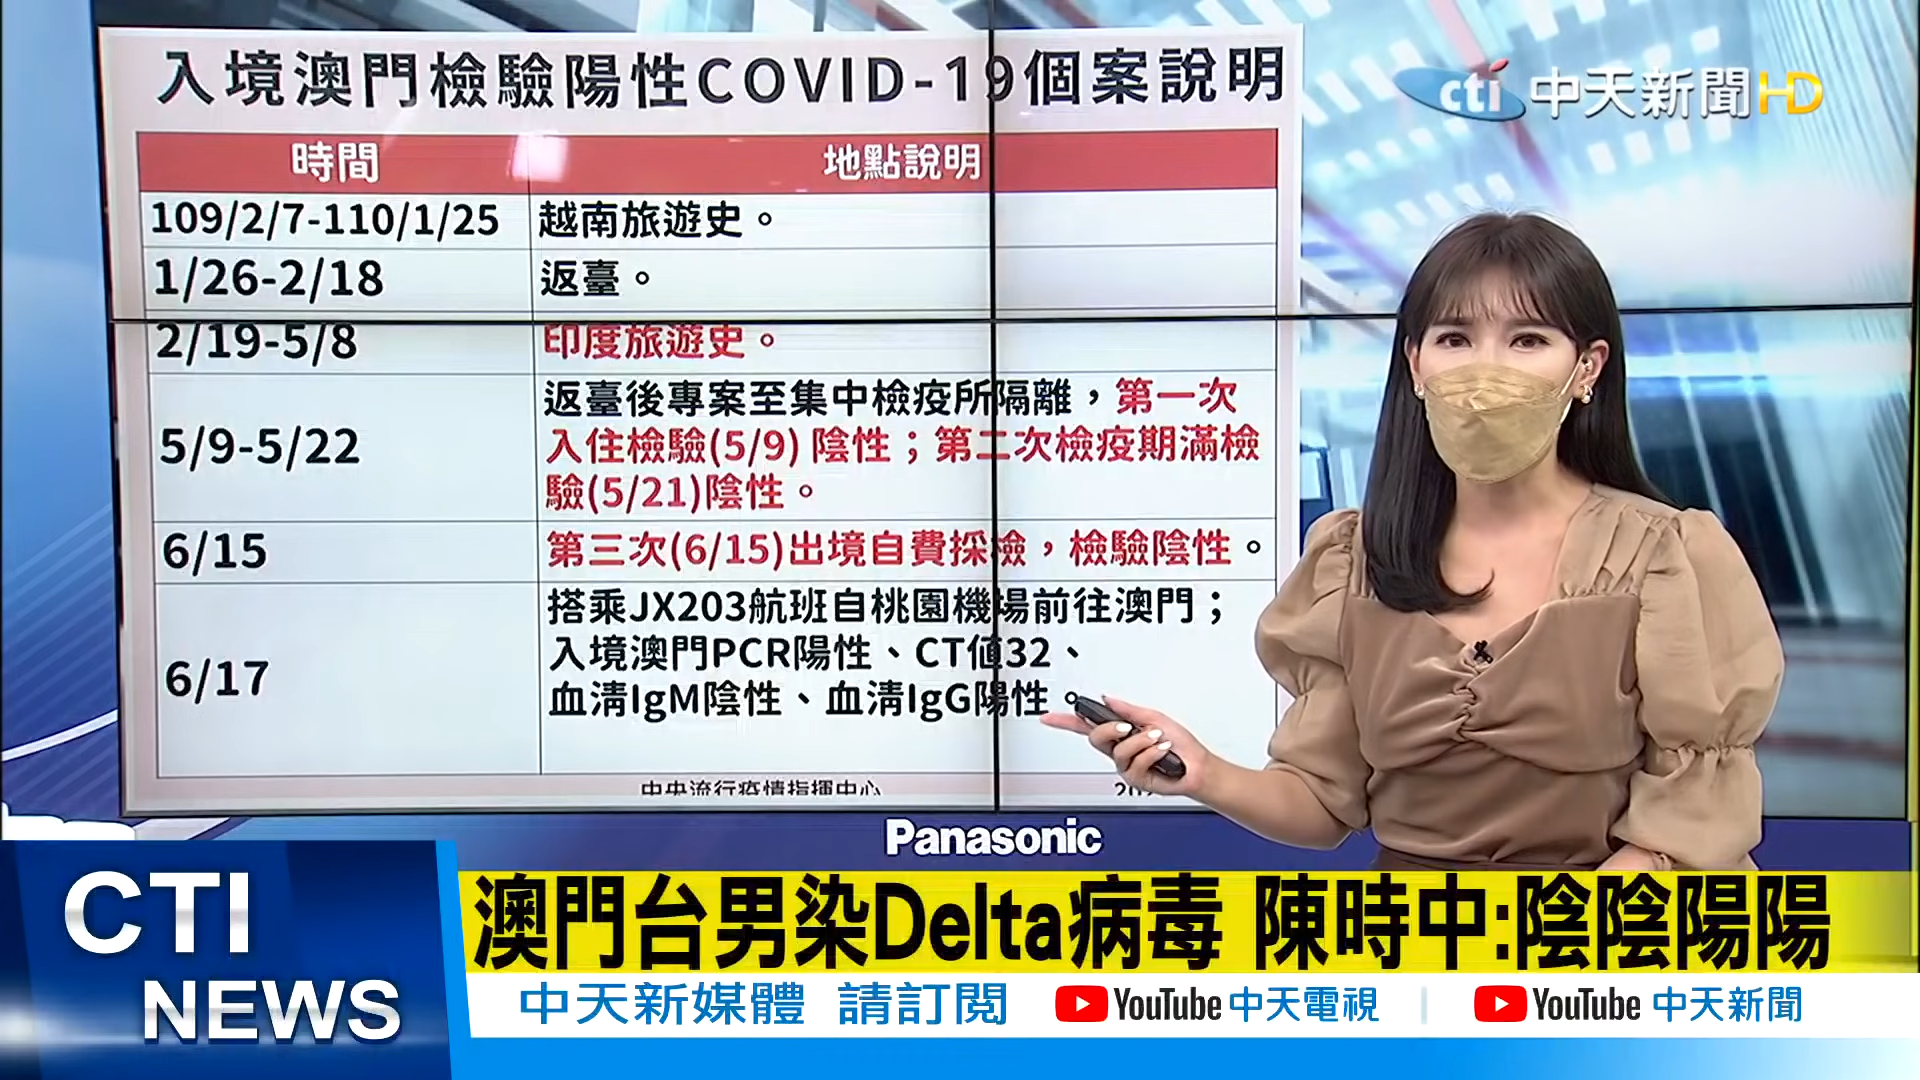 入境澳門檢驗陽性COVID-19個案說明
cti 中天新聞HD
時間 地點說明
109/2/7-110/1/25 越南旅遊史。
1/26-2/18 返臺。
2/19-5/8 印度旅遊史。
5/9-5/22 返臺後專案至集中檢疫所隔離，第一次
入住檢驗(5/9) 陰性；第二次檢疫期滿檢
驗(5/21)陰性。
6/15 第三次(6/15)出境自費採檢，檢驗陰性。
6/17 搭乘JX203航班自桃園機場前往澳門；
入境澳門PCR陽性、CT值32、
血清IgM陰性、血清IgG陽性。
中央流行疫情指揮中心
Panasonic
CTI
NEWS
澳門台男染Delta病毒 陳時中:陰陰陽陽
中天新媒體 請訂閱 YouTube 中天電視 | YouTube 中天新聞